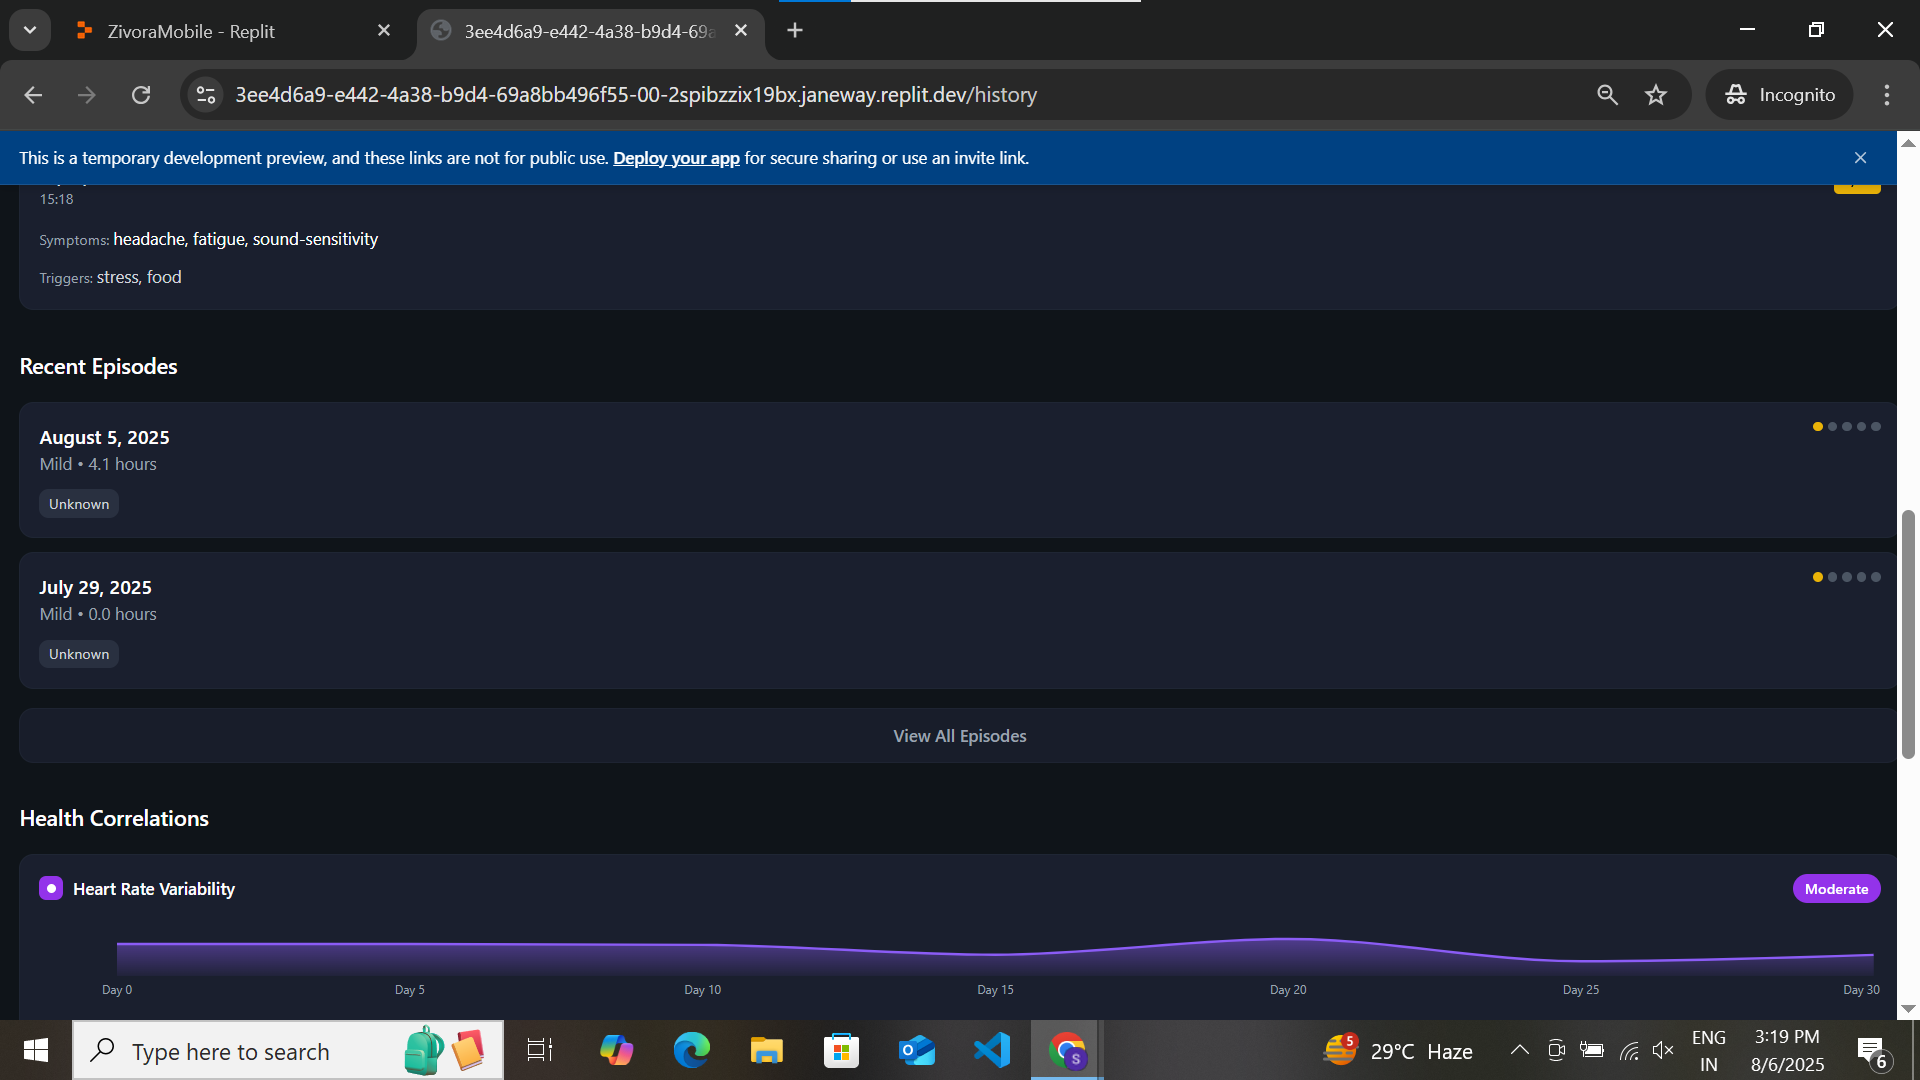 ZivoraMobile - Replit
3ee4d6a9-e442-4a38-b9d4-69a
3ee4d6a9-e442-4a38-b9d4-69a8bb496f55-00-2spibzzix19bx.janeway.replit.dev/history
Incognito
This is a temporary development preview, and these links are not for public use. Deploy your app for secure sharing or use an invite link.
15:18
Symptoms: headache, fatigue, sound-sensitivity
Triggers: stress, food
Recent Episodes
August 5, 2025
Mild • 4.1 hours
Unknown
July 29, 2025
Mild • 0.0 hours
Unknown
View All Episodes
Health Correlations
Heart Rate Variability
Moderate
Day 0 Day 5 Day 10 Day 15 Day 20 Day 25 Day 30
Type here to search
S
5
29°C Haze
ENG
IN
3:19 PM
8/6/2025
6